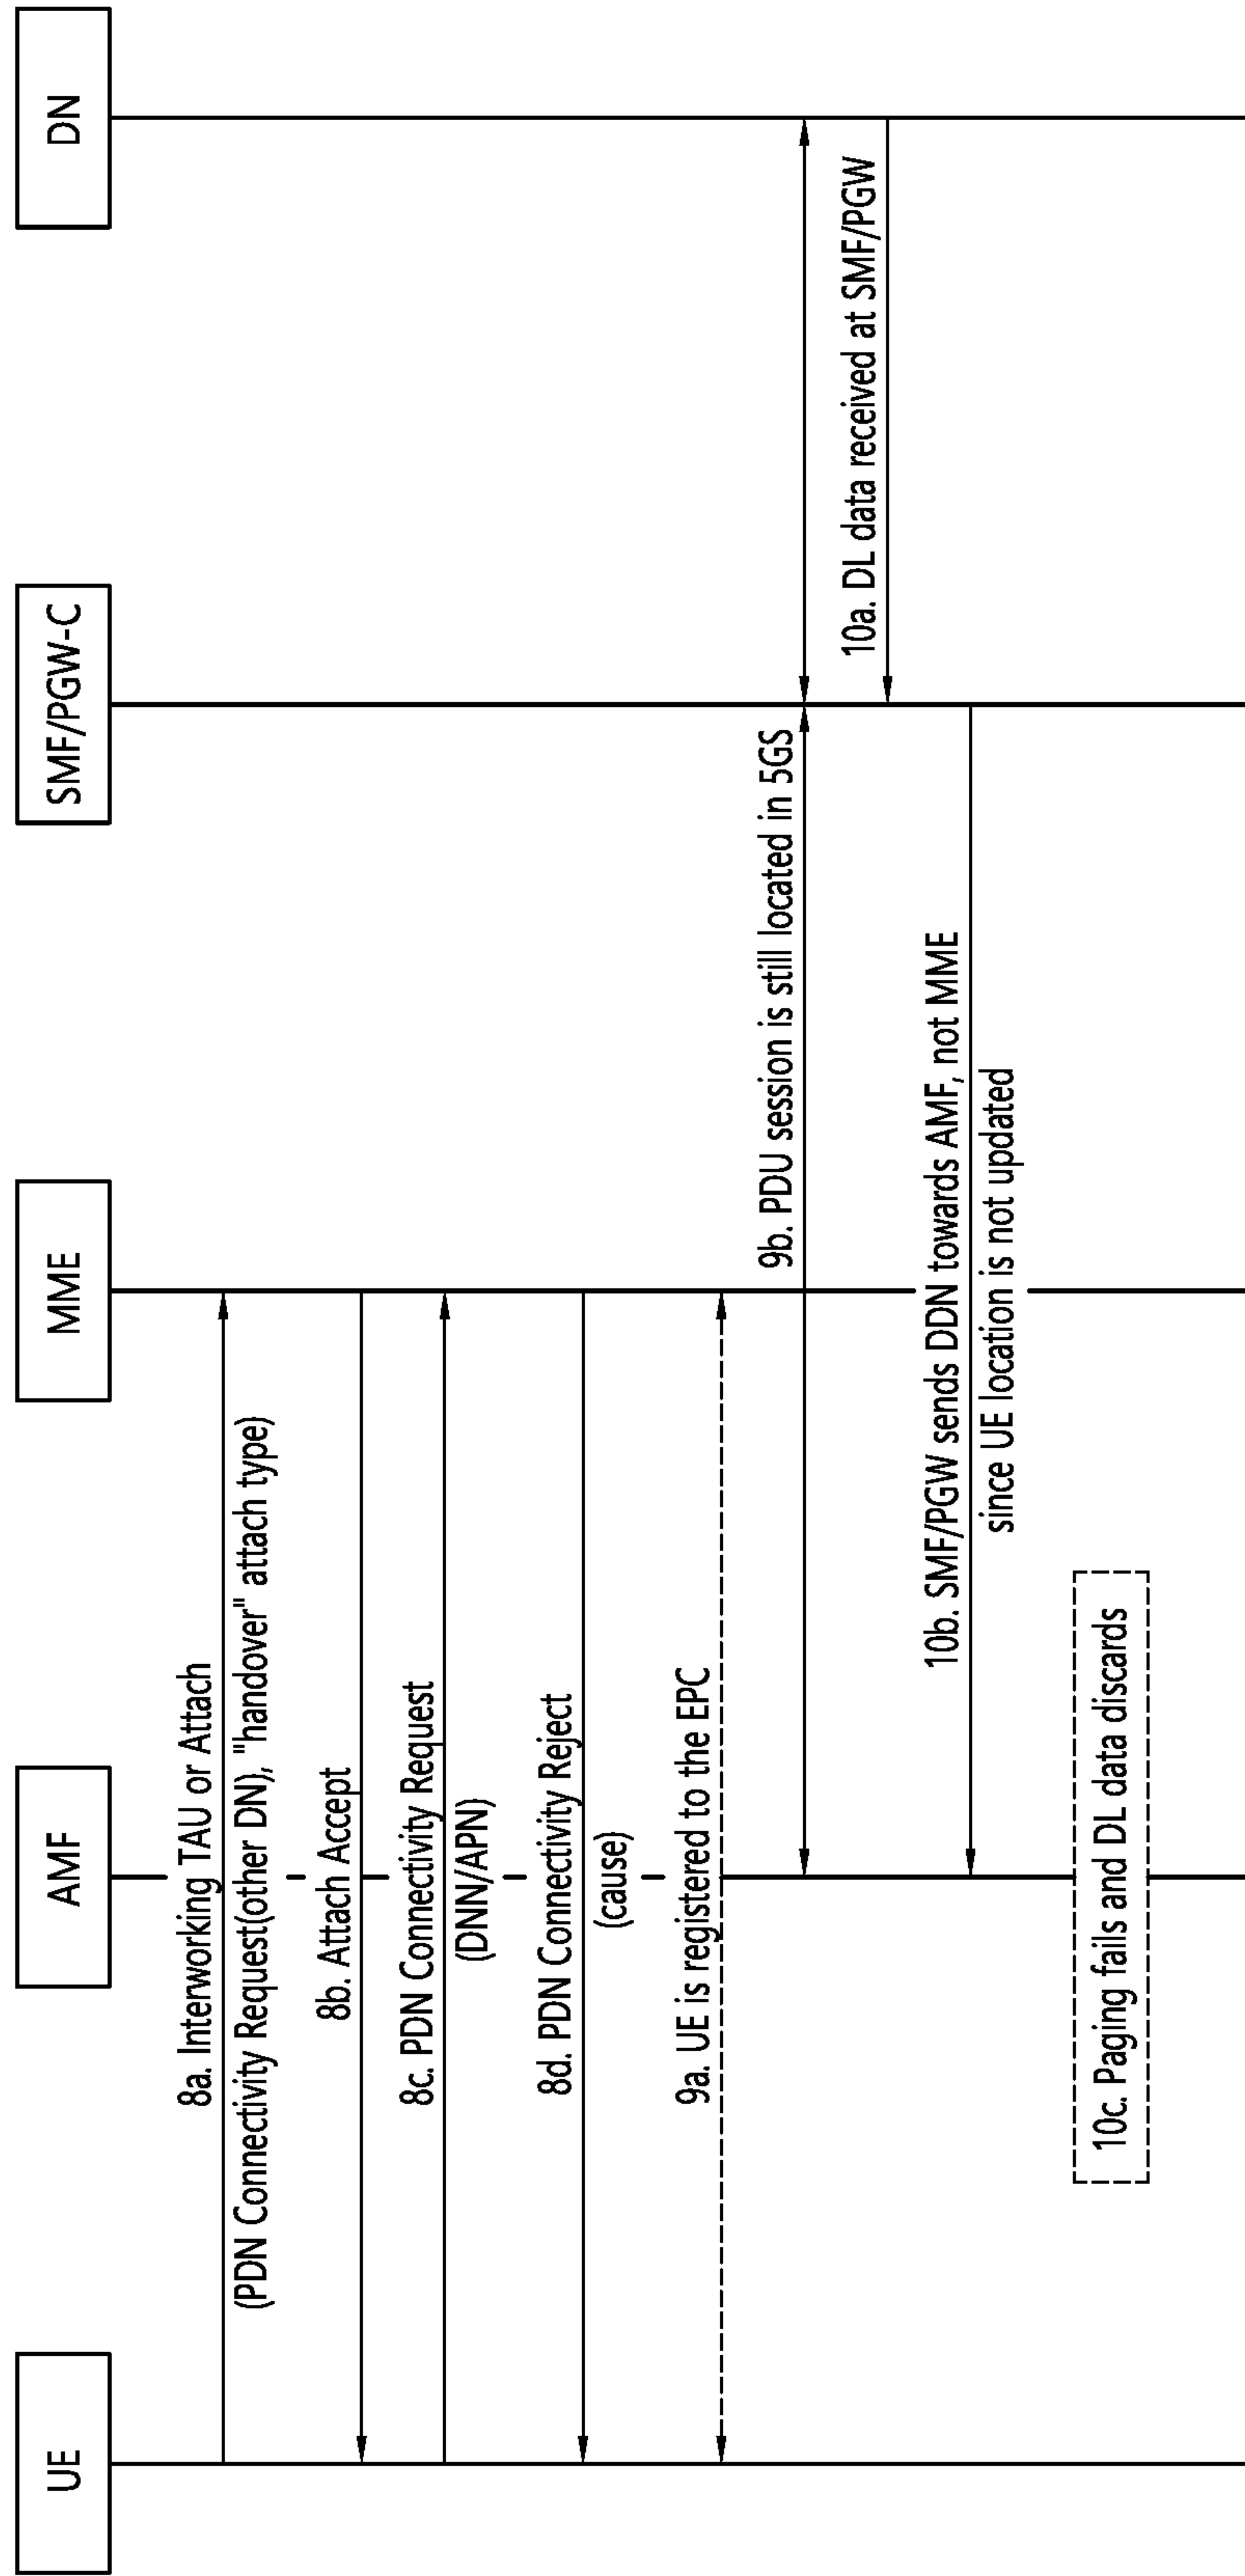 UE
AMF
MME
SMF/PGW-C
DN
8a. Interworking TAU or Attach
(PDN Connectivity Request(other DN), "handover" attach type)
8b. Attach Accept
8c. PDN Connectivity Request
(DNN/APN)
8d. PDN Connectivity Reject
(cause)
9a. UE is registered to the EPC
9b. PDU session is still located in 5GS
10a. DL data received at SMF/PGW
10b. SMF/PGW sends DDN towards AMF, not MME
since UE location is not updated
10c. Paging fails and DL data discards